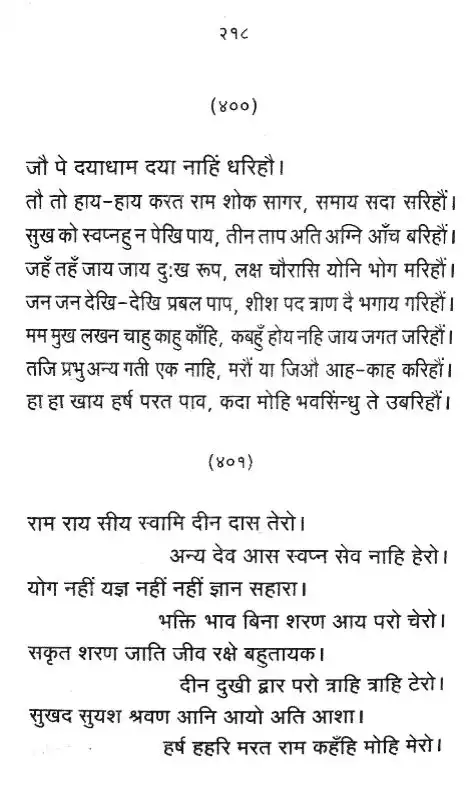 २१८
(४००)
जौ पे दयाधाम दया नाहिं धरिहौ।
तौ तो हाय-हाय करत राम शोक सागर, समाय सदा सरिहौं।
सुख को स्वप्नहु न पेखि पाय, तीन ताप अति अग्नि आँच बरिहौं।
जहँ तहँ जाय जाय दु:ख रूप, लक्ष चौरासि योनि भोग मरिहौं।
जन जन देखि-देखि प्रबल पाप, शीश पद त्राण दै भगाय गरिहौं।
मम मुख लखन चाहु काहु काँहि, कबहुँ होय नहि जाय जगत जरिहौं।
तजि प्रभु अन्य गती एक नाहि, मरौं या जिऔ आह-काह करिहौं।
हा हा खाय हर्ष परत पाव, कदा मोहि भवसिंन्धु ते उबरिहौं।
(४०१)
राम राय सीय स्वामि दीन दास तेरो।
अन्य देव आस स्वप्न सेव नाहि हेरो।
योग नहीं यज्ञ नहीं नहीं ज्ञान सहारा।
भक्ति भाव बिना शरण आय परो चेरो।
सकृत शरण जाति जीव रक्षे बहुतायक।
दीन दुखी द्वार परो त्राहि त्राहि टेरो।
सुखद सुयश श्रवण आनि आयो अति आशा।
हर्ष हहरि मरत राम कहँहि मोहि मेरो।